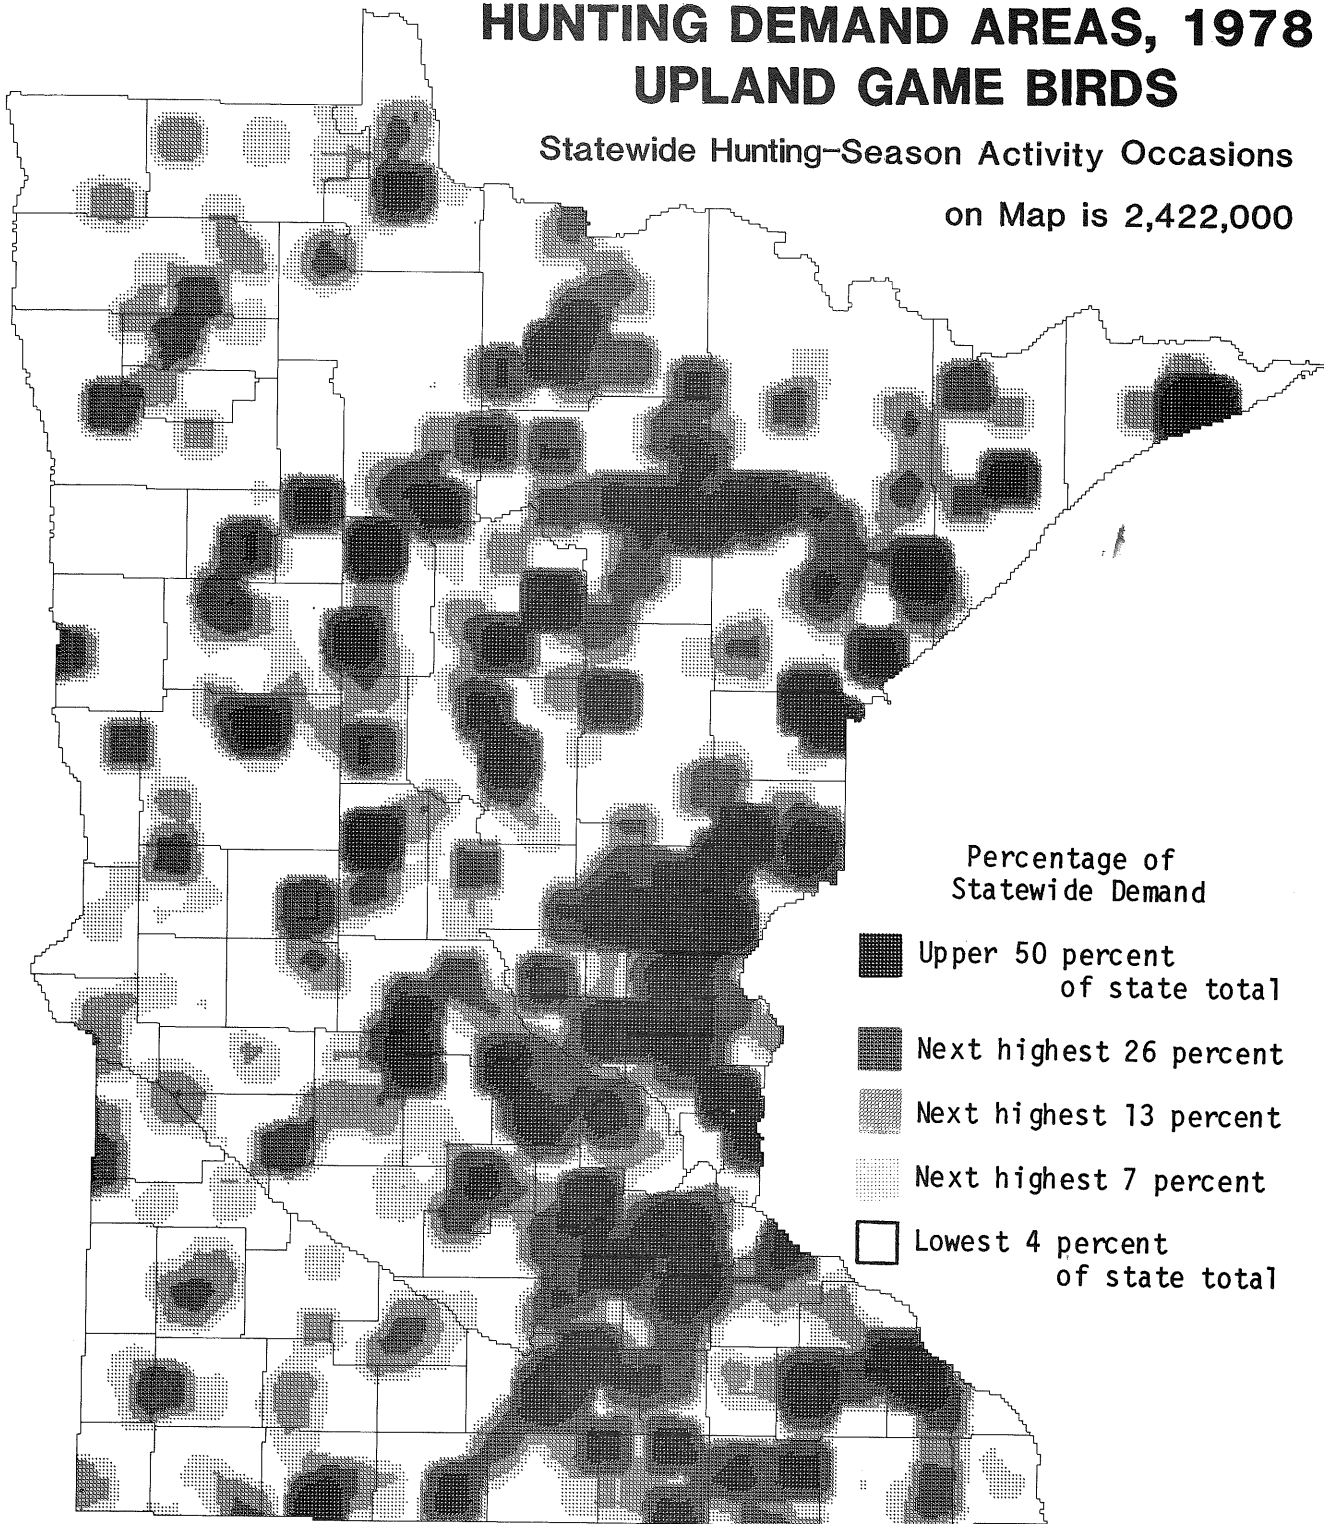 HUNTING DEMAND AREAS, 1978
UPLAND GAME BIRDS
Statewide Hunting-Season Activity Occasions
on Map is 2,422,000
Percentage of
Statewide Demand
Upper 50 percent
of state total
Next highest 26 percent
Next highest 13 percent
Next highest 7 percent
Lowest 4 percent
of state total